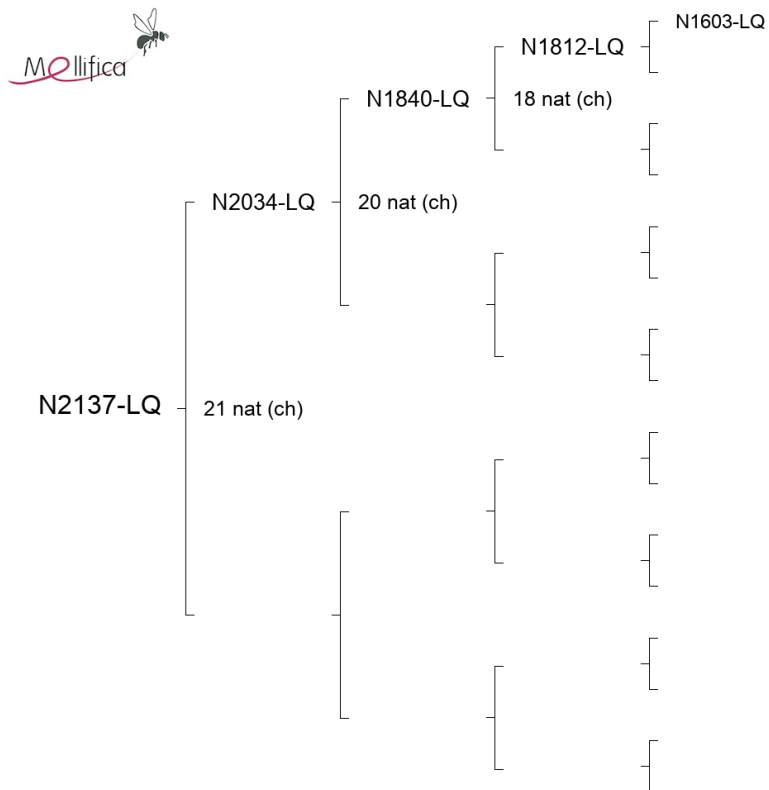 Mellifica
N1603-LQ
N1812-LQ
N1840-LQ
18 nat (ch)
N2034-LQ
20 nat (ch)
N2137-LQ
21 nat (ch)